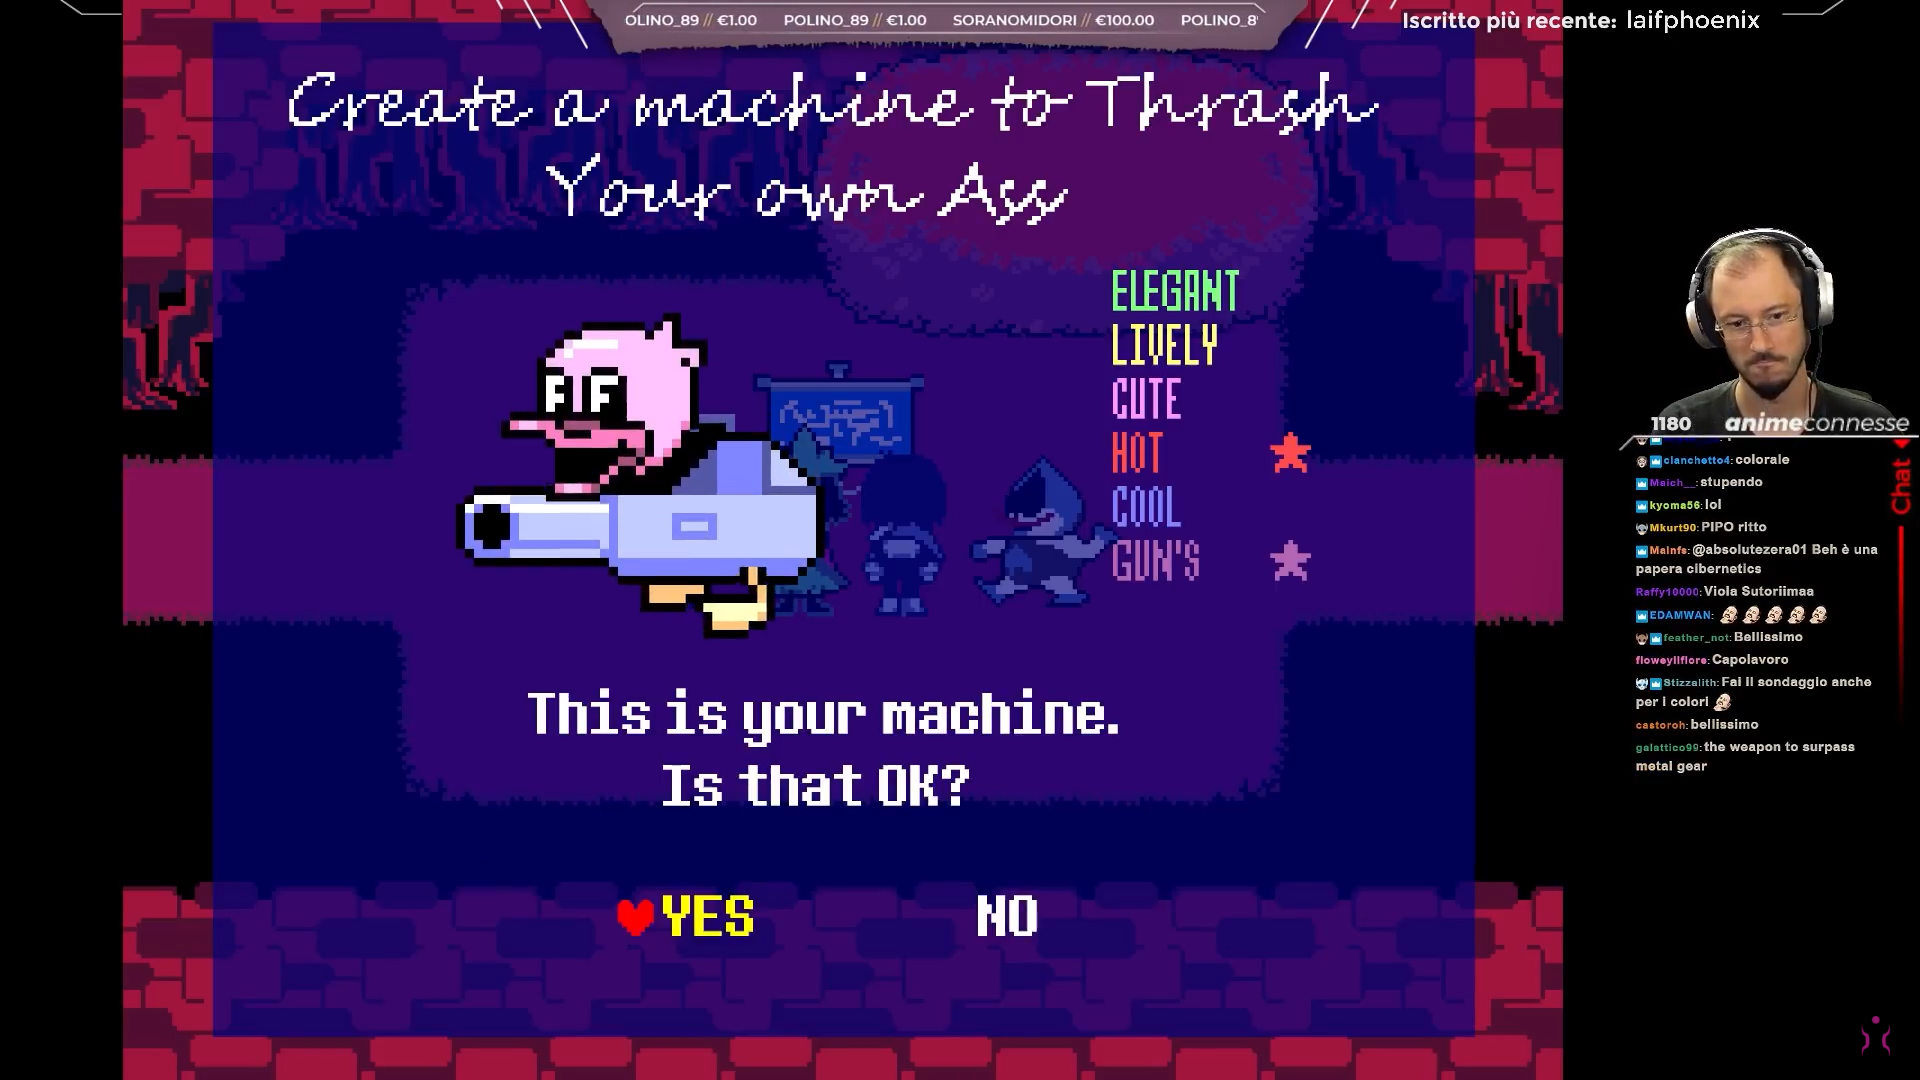 OLINO_89 // €1.00 POLINO_89 // €1.00 SORANOMIDORI // €100.00 POLINO_8
Iscritto più recente: laifphoenix
Create a machine to Thrash
Your own Ass
ELEGANT
LIVELY
CUTE
HOT
COOL
GUN'S
This is your machine.
Is that OK?
YES NO
1180 animeconnesse
Chat
clanchetto4: colorale
Maich__: stupendo
kyoma56: lol
Mkurt90: PIPO ritto
Mainfs: @absolutezera01 Beh è una
papera cibernetics
Raffy10000: Viola Sutoriimaa
EDAMWAN:
feather_not: Bellissimo
floweyilfiore: Capolavoro
Stizzalith: Fai il sondaggio anche
per i colori
castoroh: bellissimo
galattico99: the weapon to surpass
metal gear